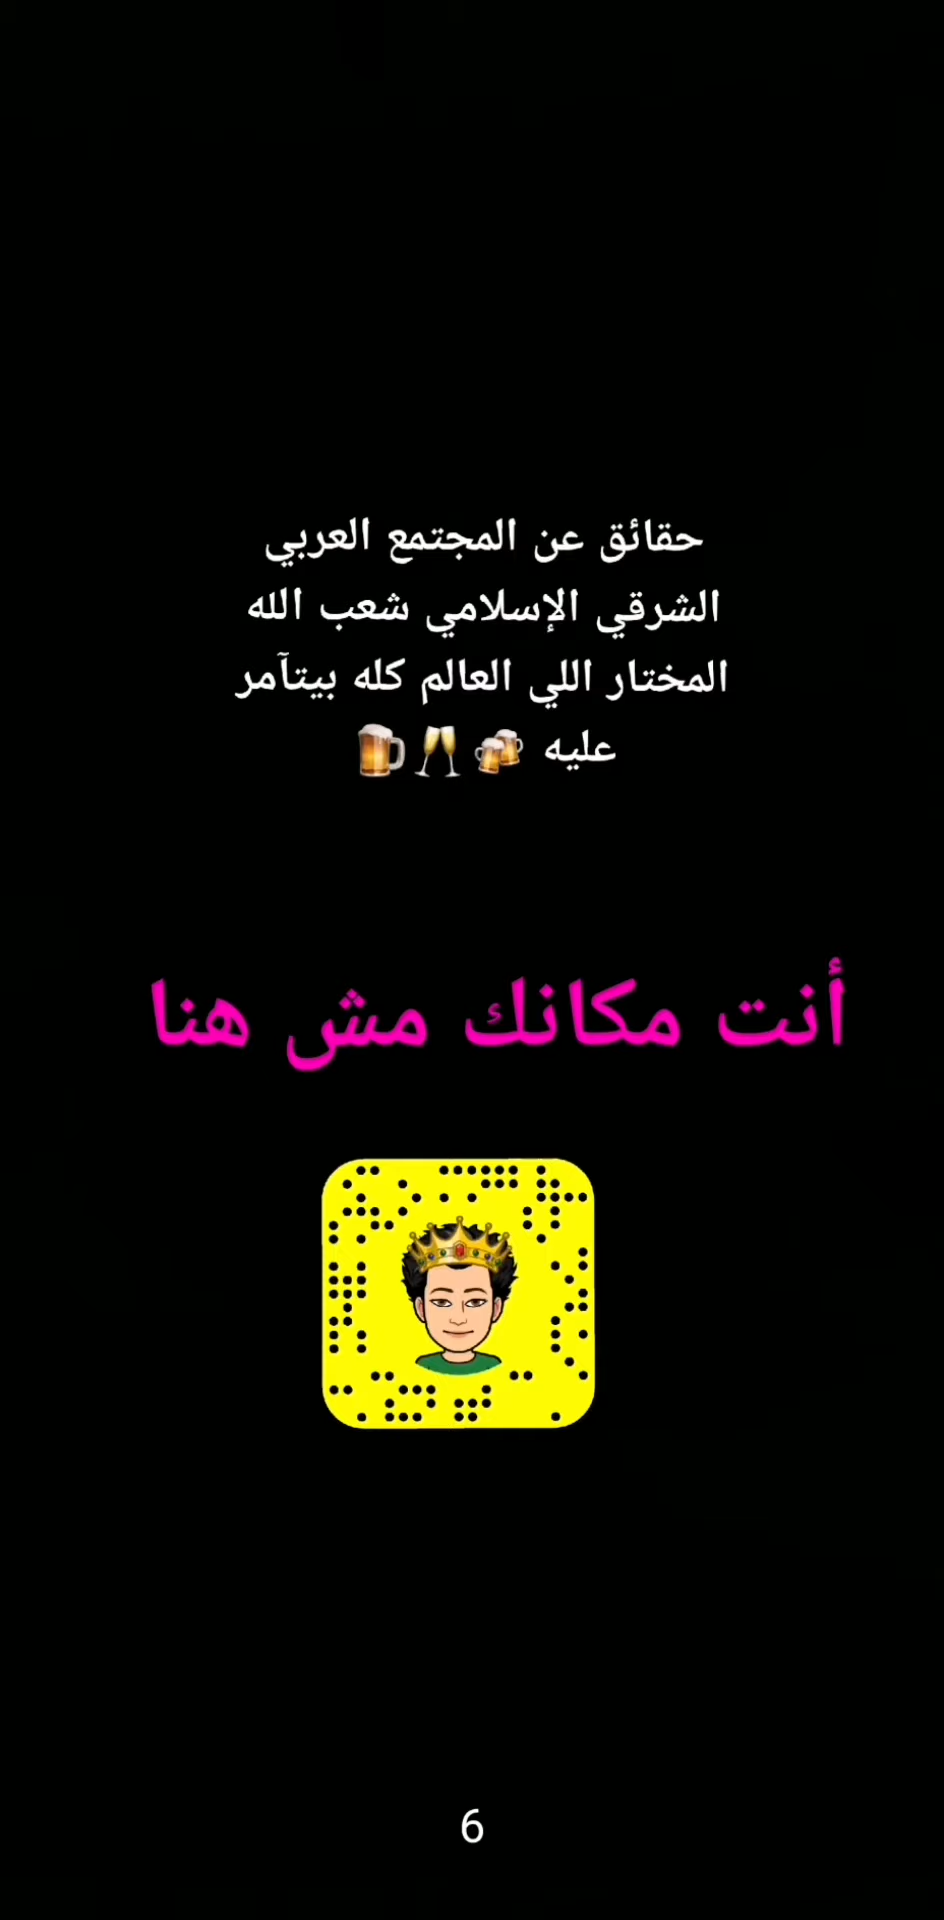 حقائق عن المجتمع العربي
الشرقي الإسلامي شعب الله
المختار اللي العالم كله بيتآمر
عليه 🍻🥂🍺
أنت مكانك مش هنا
6